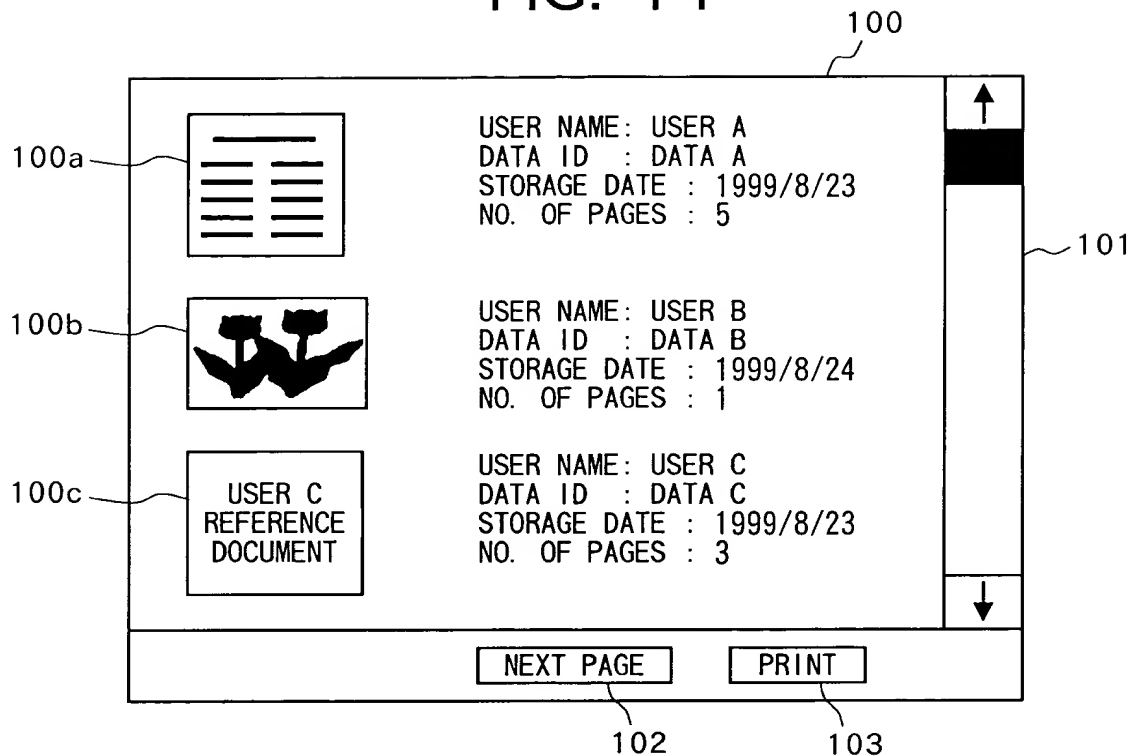 FIG.
100
100a
USER NAME: USER A
DATA ID : DATA A
STORAGE DATE : 1999/8/23
NO. OF PAGES : 5
101
100b
USER NAME: USER B
DATA ID : DATA B
STORAGE DATE : 1999/8/24
NO. OF PAGES : 1
100c
USER C
REFERENCE
DOCUMENT
USER NAME: USER C
DATA ID : DATA C
STORAGE DATE : 1999/8/23
NO. OF PAGES : 3
NEXT PAGE
PRINT
102
103